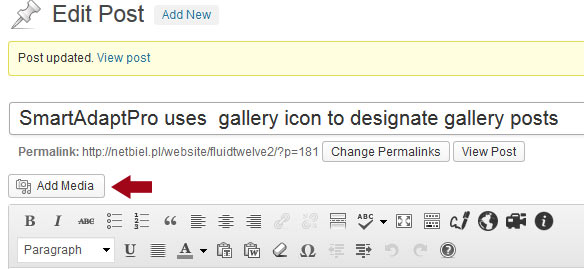 Edit Post Add New
Post updated. View post
SmartAdaptPro uses  gallery icon to designate gallery posts
Permalink: http://netbiel.pl/website/fluidtwelve2/?p=181 Change Permalinks View Post
Add Media
B I ABC ABC
Paragraph U A